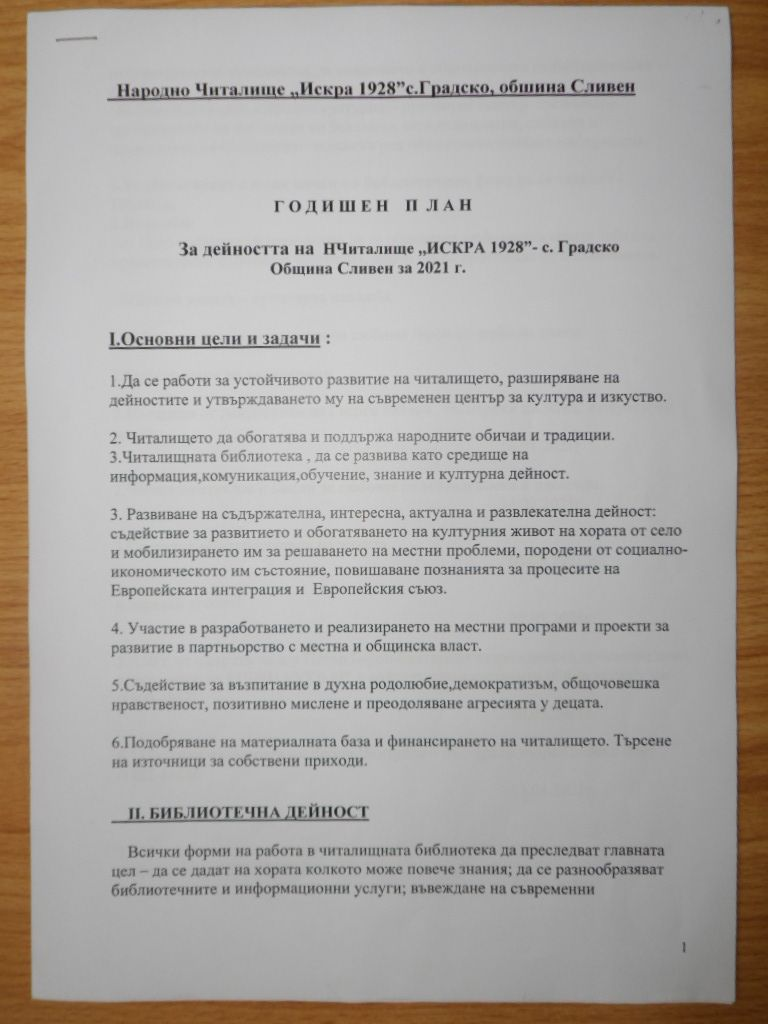 Народно Читалище „Искра 1928”с.Градско, община Сливен
Г О Д И Ш Е Н П Л А Н
За дейността на НЧиталище „ИСКРА 1928”- с. Градско
Община Сливен за 2021 г.
I.Основни цели и задачи :
1.Да се работи за устойчивото развитие на читалището, разширяване на
дейностите и утвърждаването му на съвременен център за култура и изкуство.
2. Читалището да обогатява и поддържа народните обичаи и традиции.
3.Читалищната библиотека , да се развива като средище на
информация,комуникация,обучение, знание и културна дейност.
3. Развиване на съдържателна, интересна, актуална и развлекателна дейност:
съдействие за развитието и обогатяването на културния живот на хората от село
и мобилизирането им за решаването на местни проблеми, породени от социално-
икономическото им състояние, повишаване познанията за процесите на
Европейската интеграция и Европейския съюз.
4. Участие в разработването и реализирането на местни програми и проекти за
развитие в партньорство с местна и общинска власт.
5.Съдействие за възпитание в духна родолюбие,демократизъм, общочовешка
нравственост, позитивно мислене и преодоляване агресията у децата.
6.Подобряване на материалната база и финансирането на читалището. Търсене
на източници за собствени приходи.
II. БИБЛИОТЕЧНА ДЕЙНОСТ
Всички форми на работа в читалищната библиотека да преследват главната
цел – да се дадат на хората колкото може повече знания; да се разнообразяват
библиотечните и информационни услуги; въвеждане на съвременни
1